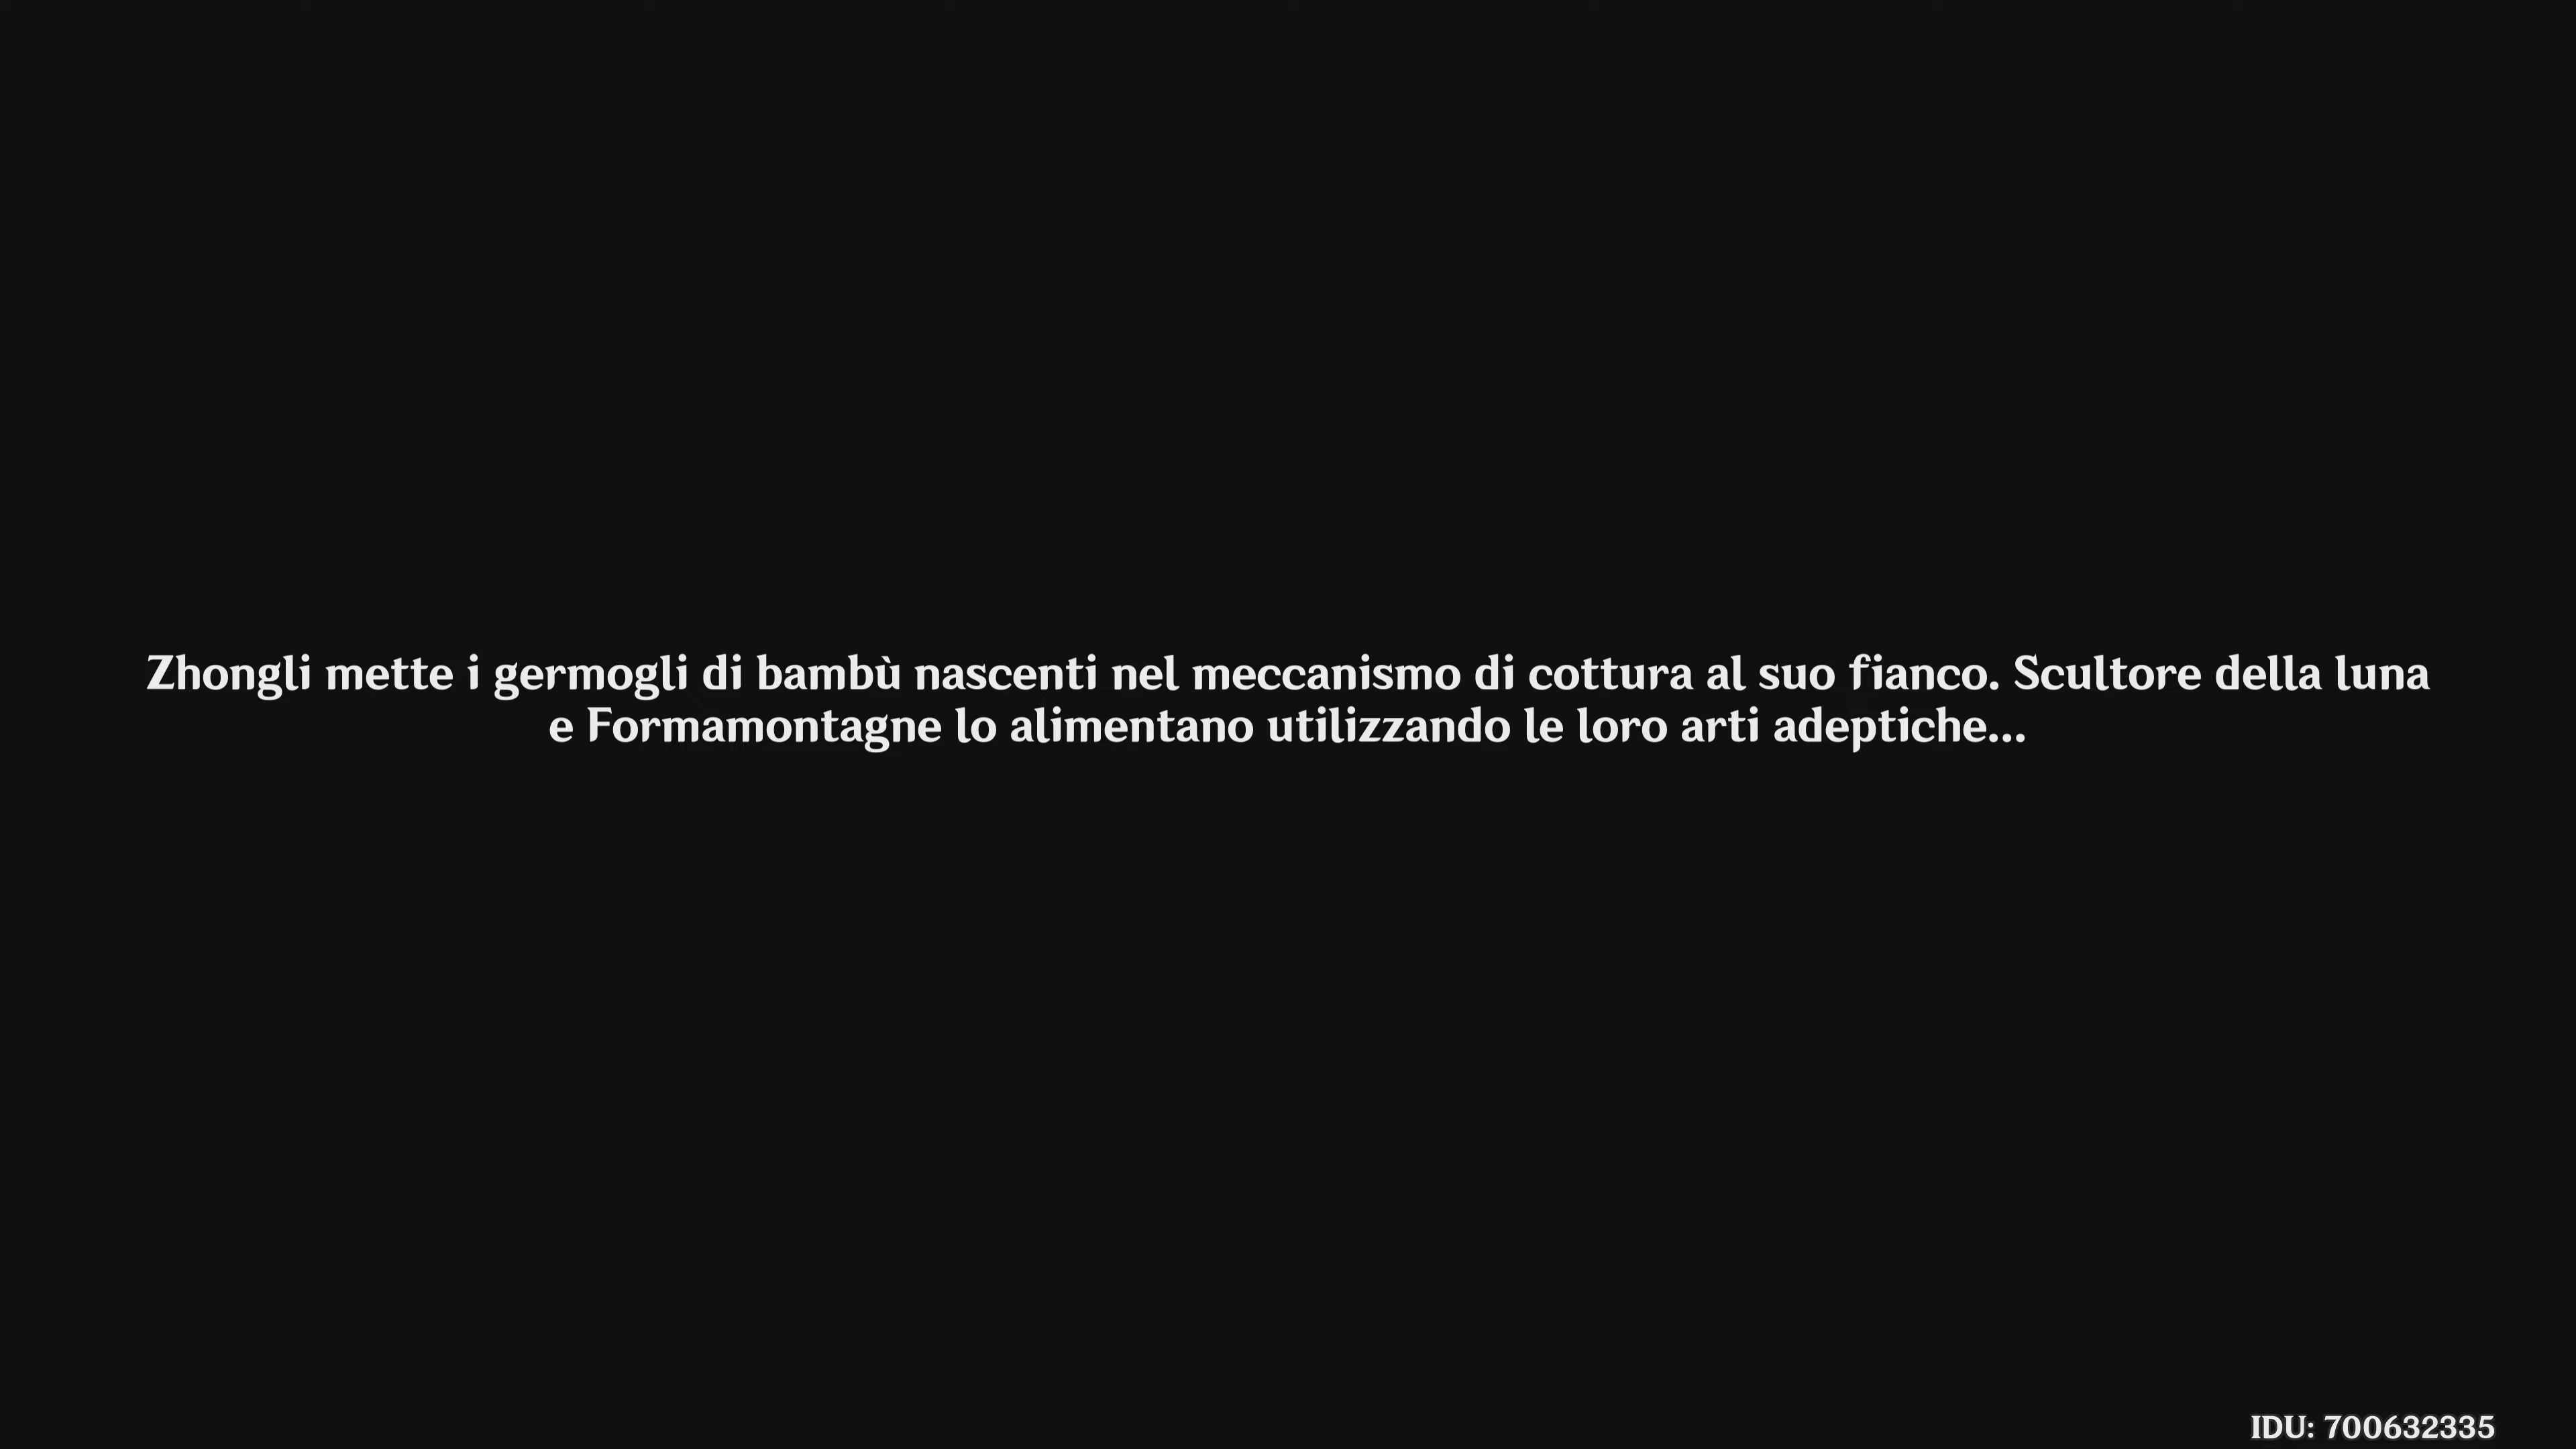 Zhongli mette i germogli di bambù nascenti nel meccanismo di cottura al suo fianco. Scultore della luna
e Formamontagne lo alimentano utilizzando le loro arti adeptiche...
IDU: 700632335